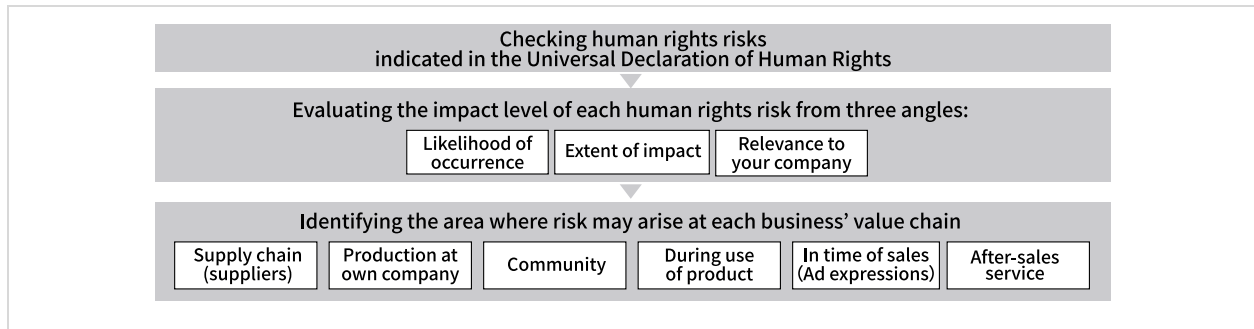 Checking human rights risks
indicated in the Universal Declaration of Human Rights
Evaluating the impact level of each human rights risk from three angles:
Likelihood of
occurrence
Extent of impact
Relevance to
your company
Identifying the area where risk may arise at each business’ value chain
Supply chain
(suppliers)
Production at
own company
Community
During use
of product
In time of sales
(Ad expressions)
After-sales
service